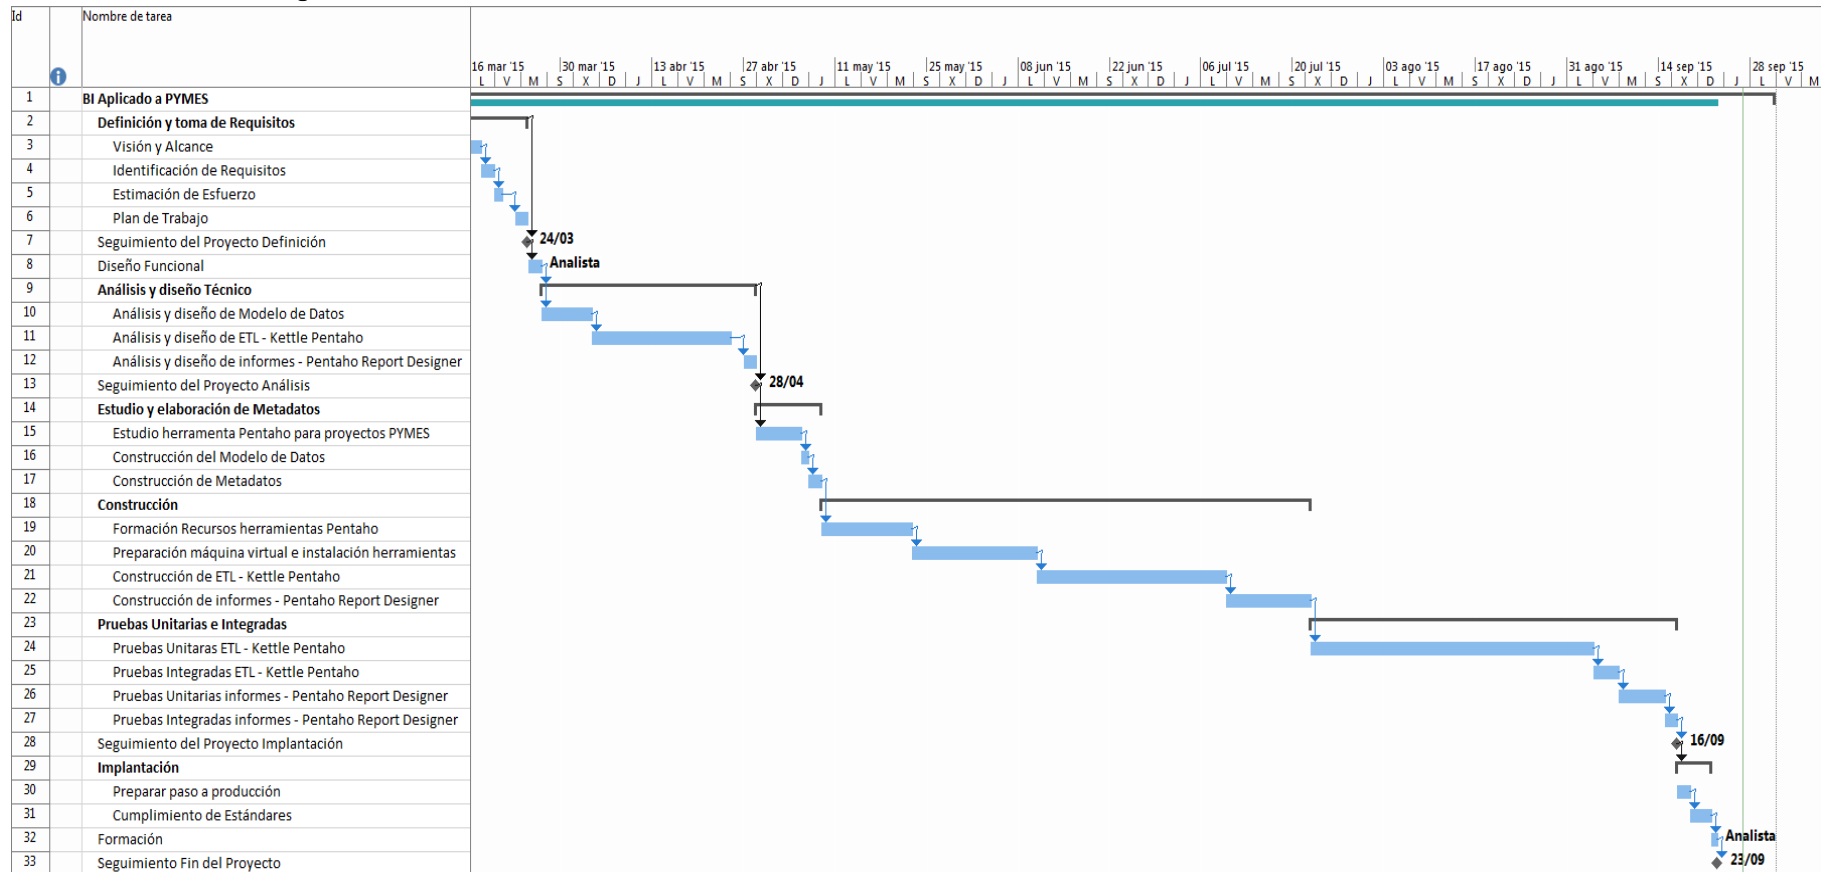 Id Nombre de tarea
16 mar '15 30 mar '15 13 abr '15 27 abr '15 11 may '15 25 may '15 08 jun '15 22 jun '15 06 jul '15 20 jul '15 03 ago '15 17 ago '15 31 ago '15 14 sep '15 28 sep '15
L V M S X D J L V M S X D J L V M S X D J L V M S X D J L V M S X D J L V M S X D J L V M S X D J L V M
1 BI Aplicado a PYMES
2 Definición y toma de Requisitos
3 Visión y Alcance
4 Identificación de Requisitos
5 Estimación de Esfuerzo
6 Plan de Trabajo
7 Seguimiento del Proyecto Definición 24/03
8 Diseño Funcional Analista
9 Análisis y diseño Técnico
10 Análisis y diseño de Modelo de Datos
11 Análisis y diseño de ETL - Kettle Pentaho
12 Análisis y diseño de informes - Pentaho Report Designer
13 Seguimiento del Proyecto Análisis 28/04
14 Estudio y elaboración de Metadatos
15 Estudio herramenta Pentaho para proyectos PYMES
16 Construcción del Modelo de Datos
17 Construcción de Metadatos
18 Construcción
19 Formación Recursos herramientas Pentaho
20 Preparación máquina virtual e instalación herramientas
21 Construcción de ETL - Kettle Pentaho
22 Construcción de informes - Pentaho Report Designer
23 Pruebas Unitarias e Integradas
24 Pruebas Unitaras ETL - Kettle Pentaho
25 Pruebas Integradas ETL - Kettle Pentaho
26 Pruebas Unitarias informes - Pentaho Report Designer
27 Pruebas Integradas informes - Pentaho Report Designer
28 Seguimiento del Proyecto Implantación 16/09
29 Implantación
30 Preparar paso a producción
31 Cumplimiento de Estándares
32 Formación Analista
33 Seguimiento Fin del Proyecto 23/09